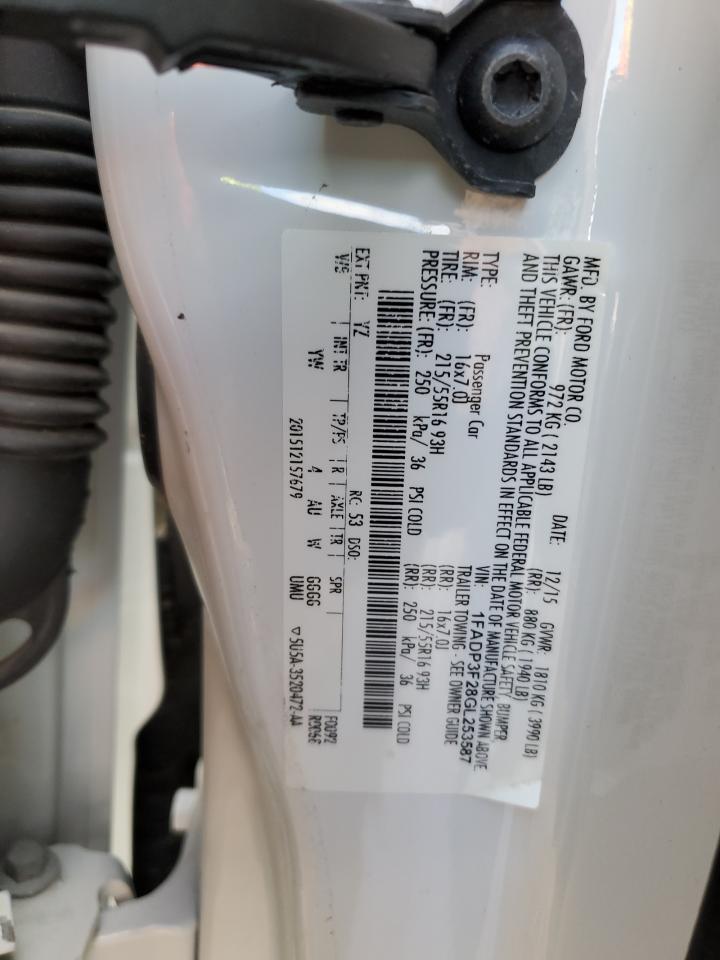 MFD. BY FORD MOTOR CO.
DATE: 12/15 GVWR: 1810 KG ( 3990 LB)
GAWR: (FR): 972 KG ( 2143 LB) (RR): 880 KG ( 1940 LB)
THIS VEHICLE CONFORMS TO ALL APPLICABLE FEDERAL MOTOR VEHICLE SAFETY, BUMPER
AND THEFT PREVENTION STANDARDS IN EFFECT ON THE DATE OF MANUFACTURE SHOWN ABOVE
VIN: 1FADP3F28GL253587
TYPE: Passenger Car TRAILER TOWING - SEE OWNER GUIDE
RIM: (FR): 16x7.0J (RR): 16x7.0J
TIRE: (FR): 215/55R16 93H (RR): 215/55R16 93H
PRESSURE: (FR): 250 kPa/ 36 PSI COLD (RR): 250 kPa/ 36 PSI COLD
EXT PNT: YZ RC: 53 DSO:
INT TR TP/PS R AXLE TR SPR
YW 4 AU W GGGG
UMU
201512157679 5U5A-3520472-AA